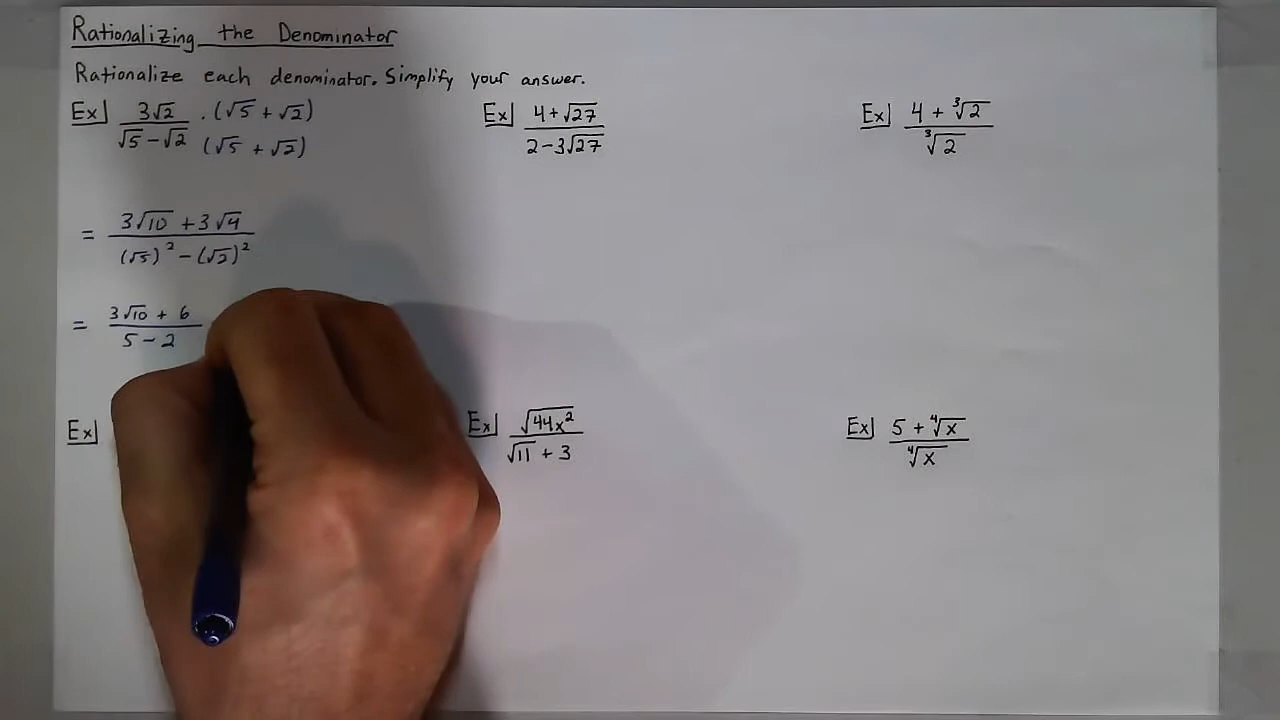 Rationalizing the Denominator
Rationalize each denominator. Simplify your answer.
Ex] 3√2 / (√5 − √2) · (√5 + √2) / (√5 + √2)
= (3√10 + 3√4) / ((√5)² − (√2)²)
= (3√10 + 6) / (5 − 2)
Ex] (4 + √27) / (2 − 3√27)
Ex] (4 + ∛2) / ∛2
Ex]
Ex] √(44x²) / (√11 + 3)
Ex] (5 + ∜x) / ∜x